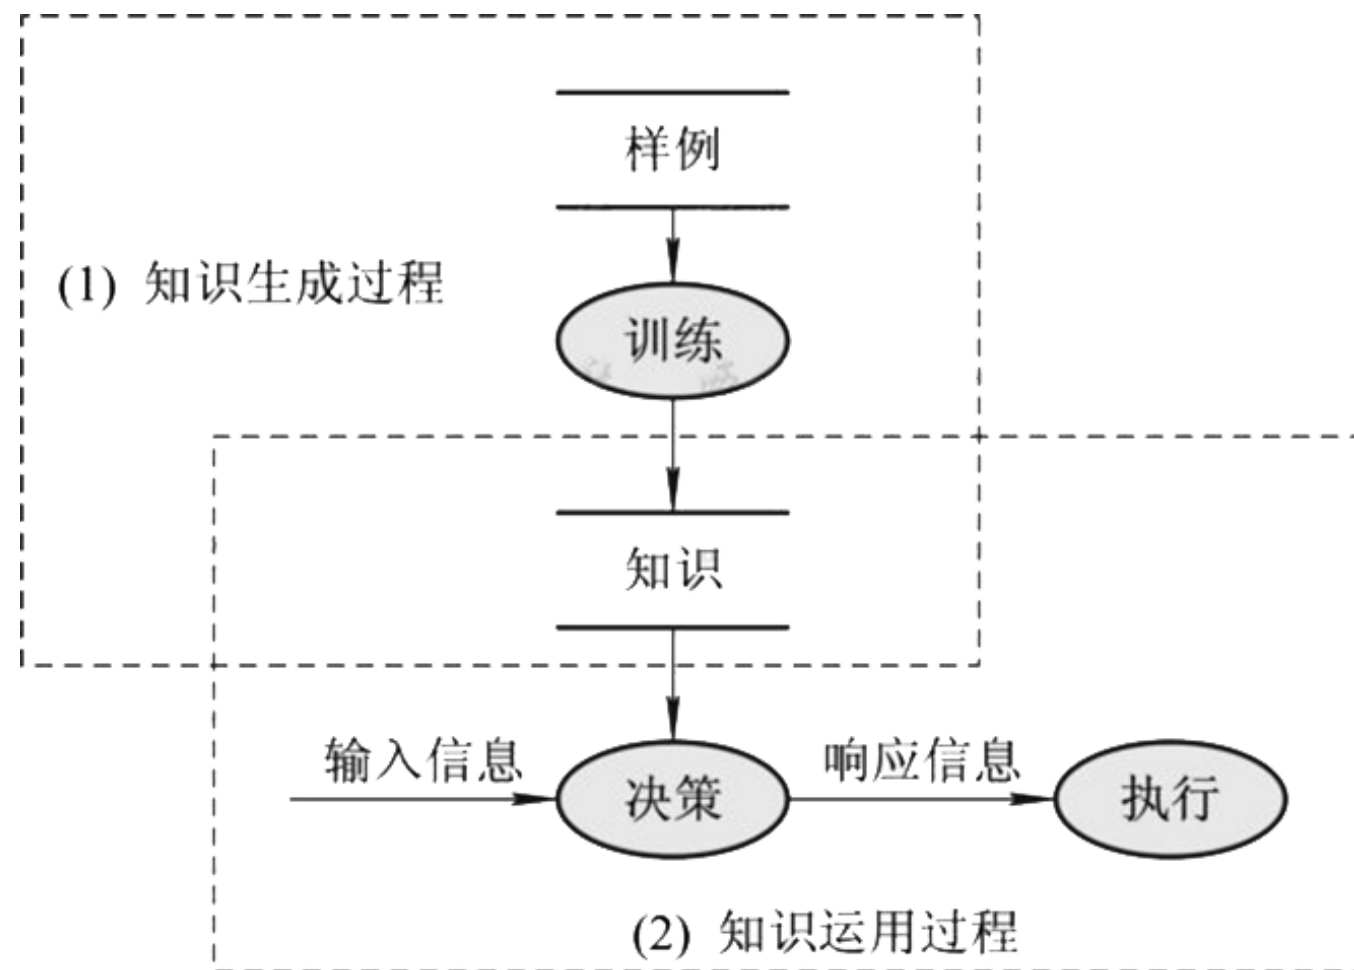 样例
(1) 知识生成过程
训练
知识
输入信息
响应信息
决策
执行
(2) 知识运用过程